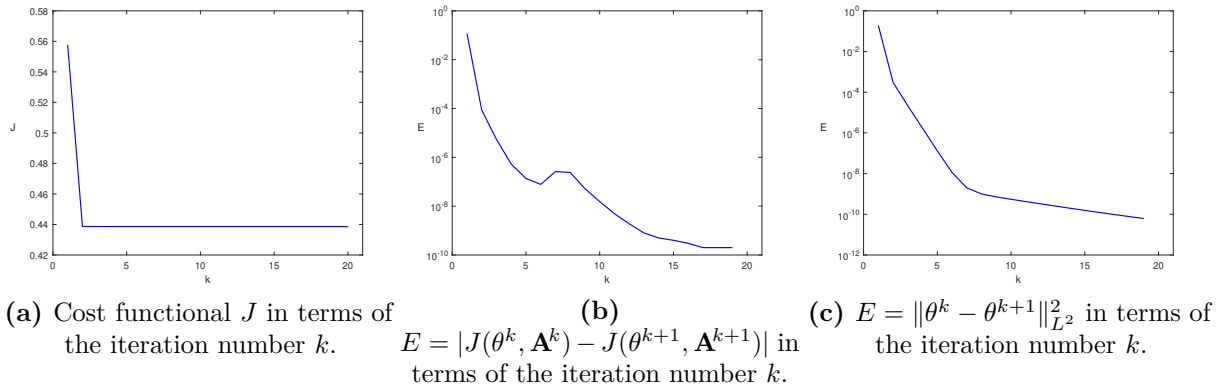 0.58
0.56
0.54
0.52
0.5
0.48
0.46
0.44
0.42
J
0
5
10
15
20
k
(a) Cost functional J in terms of
the iteration number k.
10^0
10^-2
10^-4
10^-6
10^-8
10^-10
E
0
5
10
15
20
k
(b)
E = |J(θ^k, A^k) − J(θ^{k+1}, A^{k+1})| in
terms of the iteration number k.
10^0
10^-2
10^-4
10^-6
10^-8
10^-10
10^-12
E
0
5
10
15
20
k
(c) E = ‖θ^k − θ^{k+1}‖²_{L²} in terms of
the iteration number k.